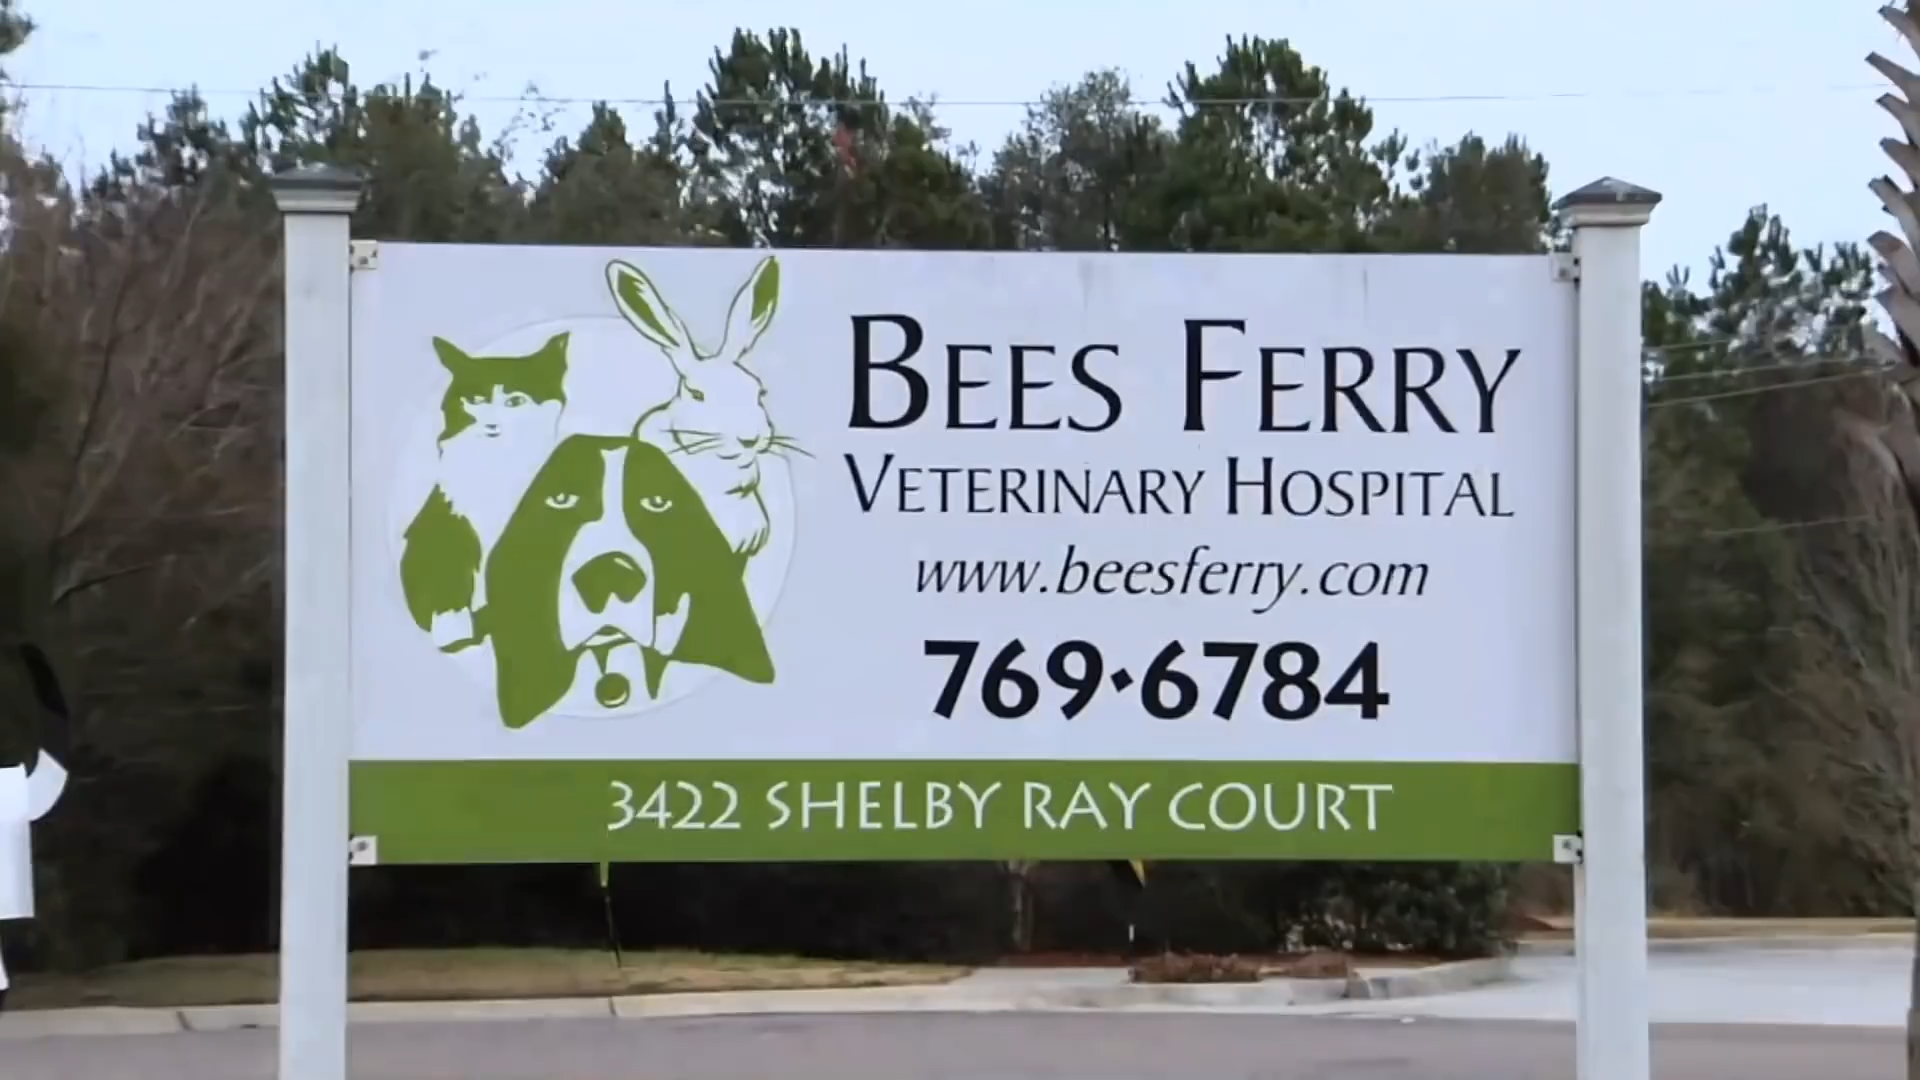 BEES FERRY
VETERINARY HOSPITAL
www.beesferry.com
769·6784
3422 SHELBY RAY COURT